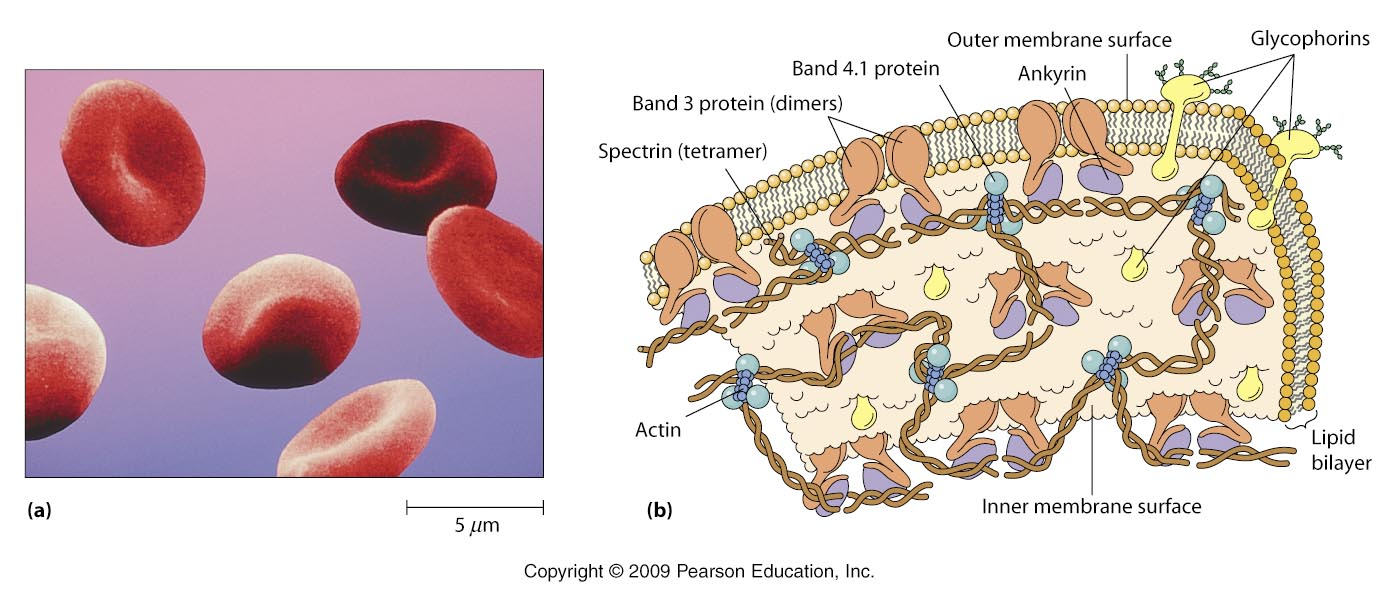 Outer membrane surface
Glycophorins
Band 4.1 protein
Ankyrin
Band 3 protein (dimers)
Spectrin (tetramer)
Actin
Lipid
bilayer
Inner membrane surface
(a)
5 μm
(b)
Copyright © 2009 Pearson Education, Inc.